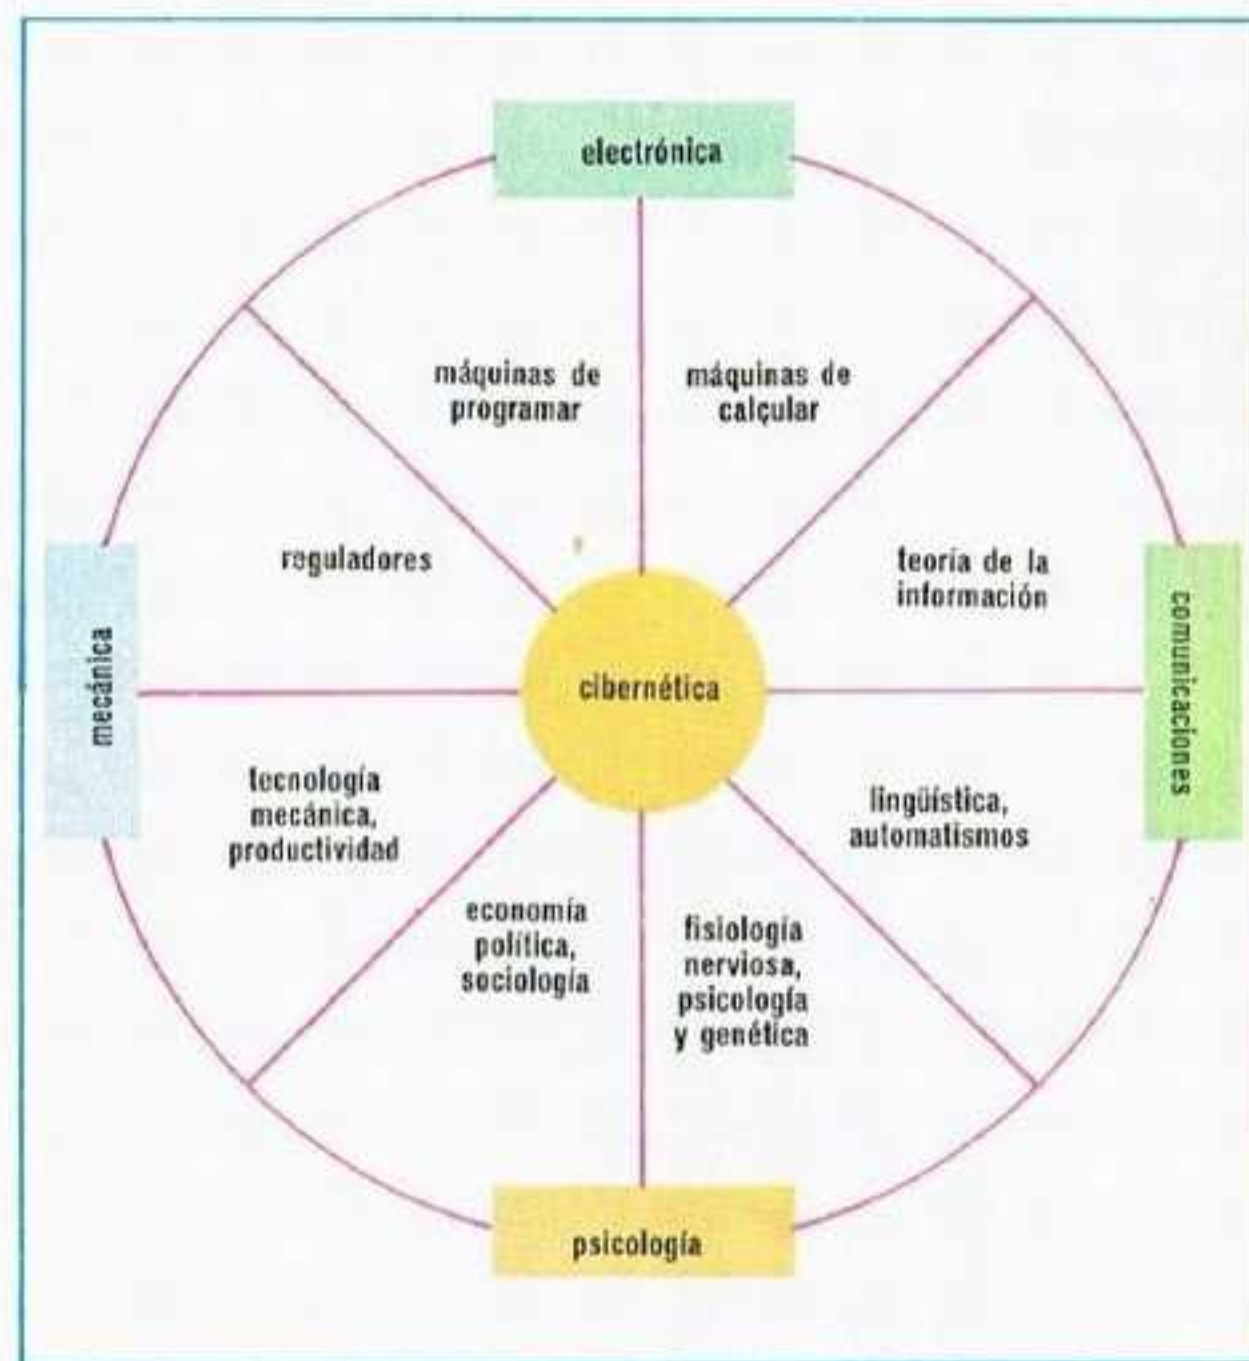 electrónica
máquinas de
programar
máquinas de
calcular
reguladores
teoría de la
información
mecánica
cibernética
comunicaciones
tecnología
mecánica,
productividad
lingüística,
automatismos
economía
política,
sociología
fisiología
nerviosa,
psicología
y genética
psicología